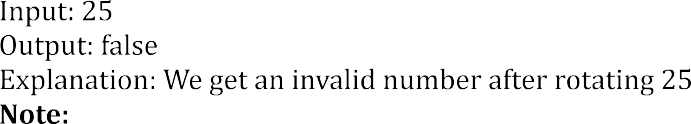 Input: 25
Output: false
Explanation: We get an invalid number after rotating 25
Note: